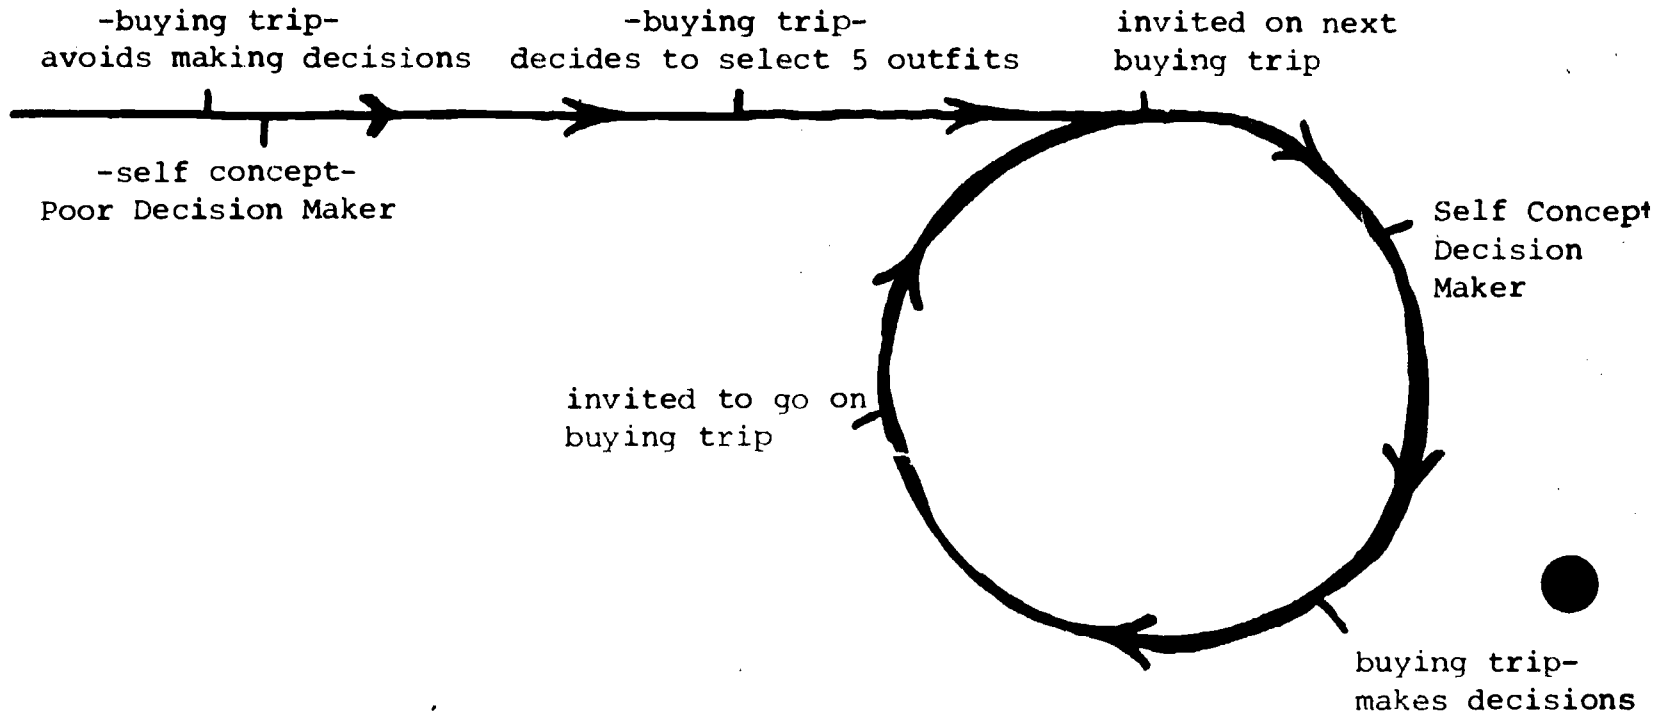 -buying trip-
avoids making decisions
-buying trip-
decides to select 5 outfits
invited on next
buying trip
-self concept-
Poor Decision Maker
Self Concept
Decision
Maker
invited to go on
buying trip
buying trip-
makes decisions